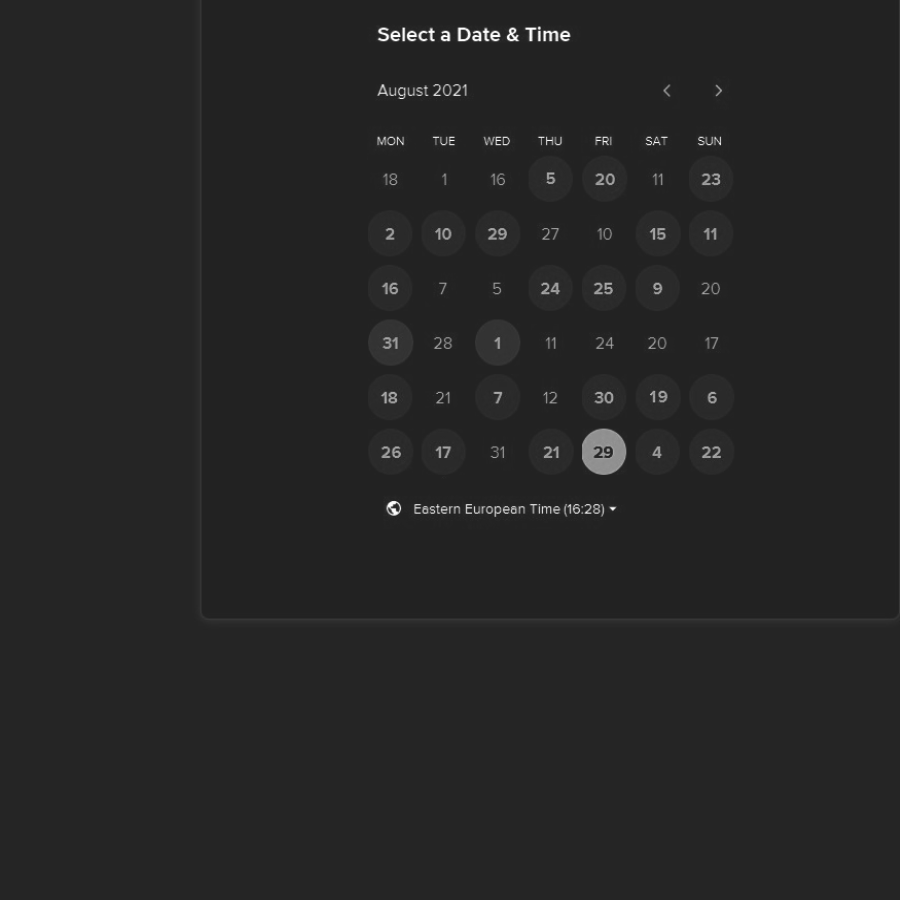 Select a Date & Time
August 2021
MON TUE WED THU FRI SAT SUN
18 1 16 5 20 11 23
2 10 29 27 10 15 11
16 7 5 24 25 9 20
31 28 1 11 24 20 17
18 21 7 12 30 19 6
26 17 31 21 29 4 22
Eastern European Time (16:28)